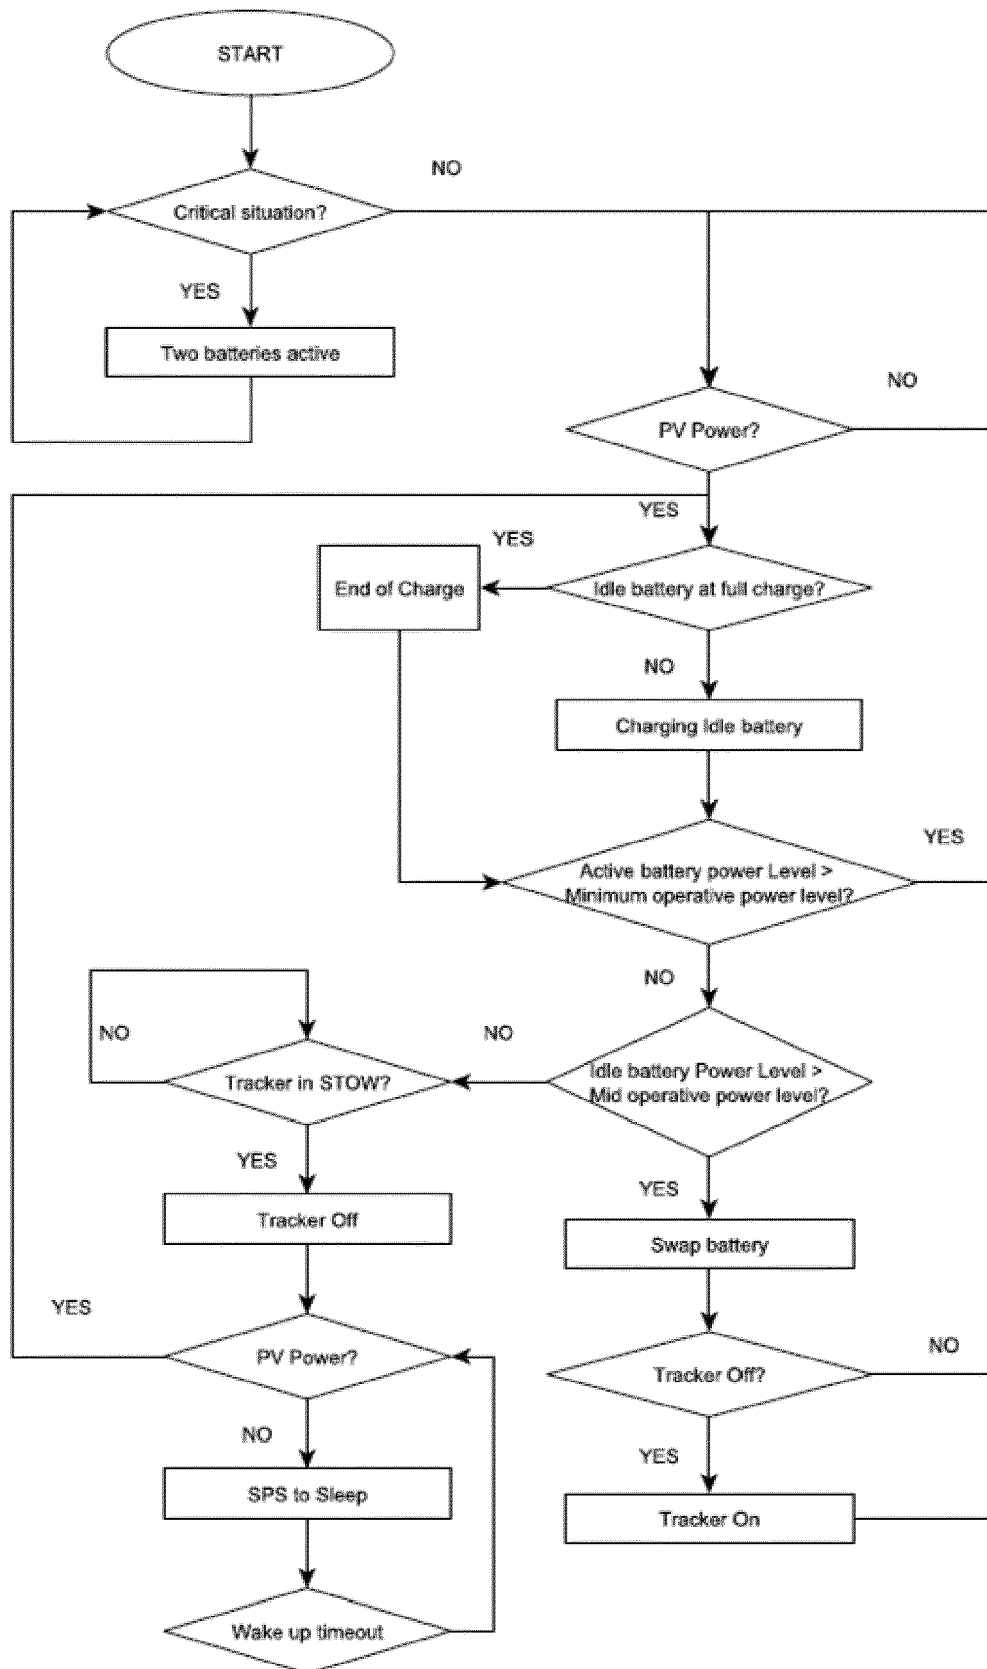 START
NO
Critical situation?
YES
Two batteries active
NO
PV Power?
YES
YES
Idle battery at full charge?
End of Charge
NO
Charging Idle battery
YES
Active battery power Level >
Minimum operative power level?
NO
NO
NO
Idle battery Power Level >
Mid operative power level?
Tracker in STOW?
YES
YES
Tracker Off
Swap battery
YES
NO
PV Power?
Tracker Off?
NO
YES
SPS to Sleep
Tracker On
Wake up timeout